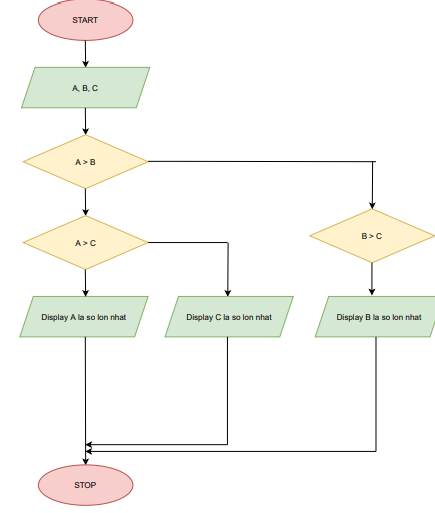 START
A, B, C
A > B
A > C
B > C
Display A la so lon nhat
Display C la so lon nhat
Display B la so lon nhat
STOP